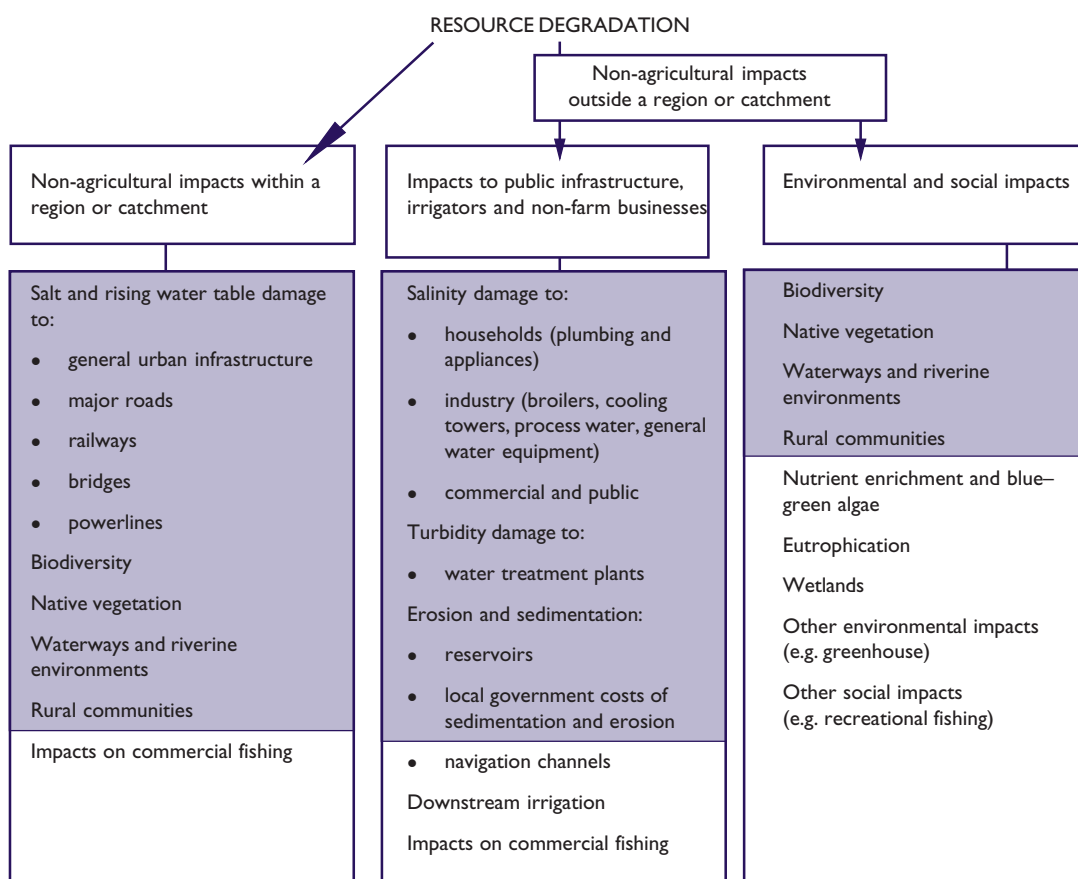 RESOURCE DEGRADATION
Non-agricultural impacts
outside a region or catchment
Non-agricultural impacts within a
region or catchment
Salt and rising water table damage
to:
• general urban infrastructure
• major roads
• railways
• bridges
• powerlines
Biodiversity
Native vegetation
Waterways and riverine
environments
Rural communities
Impacts on commercial fishing
Impacts to public infrastructure,
irrigators and non-farm businesses
Salinity damage to:
• households (plumbing and
appliances)
• industry (broilers, cooling
towers, process water, general
water equipment)
• commercial and public
Turbidity damage to:
• water treatment plants
Erosion and sedimentation:
• reservoirs
• local government costs of
sedimentation and erosion
• navigation channels
Downstream irrigation
Impacts on commercial fishing
Environmental and social impacts
Biodiversity
Native vegetation
Waterways and riverine
environments
Rural communities
Nutrient enrichment and blue–
green algae
Eutrophication
Wetlands
Other environmental impacts
(e.g. greenhouse)
Other social impacts
(e.g. recreational fishing)